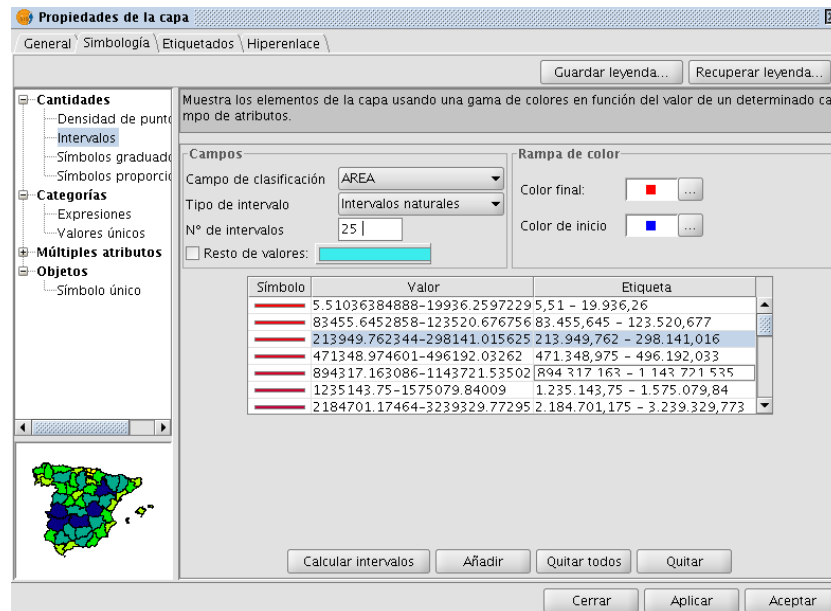 Propiedades de la capa
General Simbología Etiquetados Hiperenlace
Guardar leyenda... Recuperar leyenda...
Cantidades
Densidad de punt
Intervalos
Símbolos graduad
Símbolos proporci
Categorías
Expresiones
Valores únicos
Múltiples atributos
Objetos
Símbolo único
Muestra los elementos de la capa usando una gama de colores en función del valor de un determinado ca
mpo de atributos.
Campos
Campo de clasificación AREA
Tipo de intervalo Intervalos naturales
Nº de intervalos 25
Resto de valores:
Rampa de color
Color final: ...
Color de inicio ...
Símbolo Valor Etiqueta
5.51036384888-19936.2597229 5,51 - 19.936,26
83455.6452858-123520.676756 83.455,645 - 123.520,677
213949.762344-298141.015625 213.949,762 - 298.141,016
471348.974601-496192.03262 471.348,975 - 496.192,033
894317.163086-1143721.53502 894.317,163 - 1.143.721,535
1235143.75-1575079.84009 1.235.143,75 - 1.575.079,84
2184701.17464-3239329.77295 2.184.701,175 - 3.239.329,773
Calcular intervalos Añadir Quitar todos Quitar
Cerrar Aplicar Aceptar